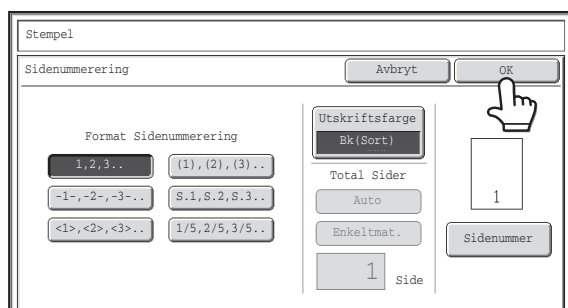 Stempel
Sidenummerering
Avbryt
OK
Format Sidenummerering
1,2,3..
(1),(2),(3)..
-1-,-2-,-3-..
S.1,S.2,S.3..
<1>,<2>,<3>..
1/5,2/5,3/5..
Utskriftsfarge
Bk(Sort)
Total Sider
Auto
Enkeltmat.
1 Side
1
Sidenummer